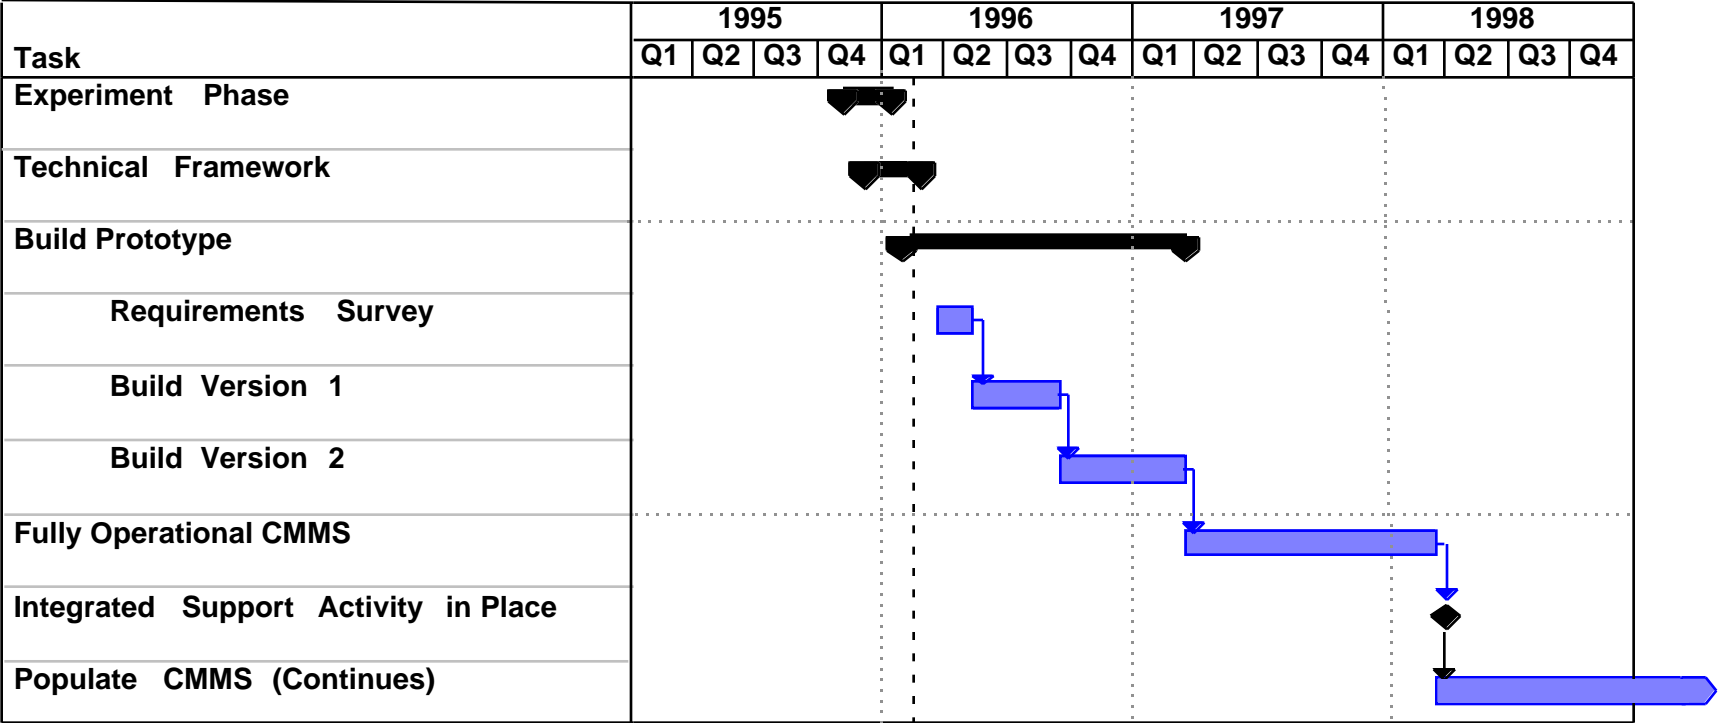 1995 1996 1997 1998
Task Q1 Q2 Q3 Q4 Q1 Q2 Q3 Q4 Q1 Q2 Q3 Q4 Q1 Q2 Q3 Q4
Experiment Phase
Technical Framework
Build Prototype
Requirements Survey
Build Version 1
Build Version 2
Fully Operational CMMS
Integrated Support Activity in Place
Populate CMMS (Continues)